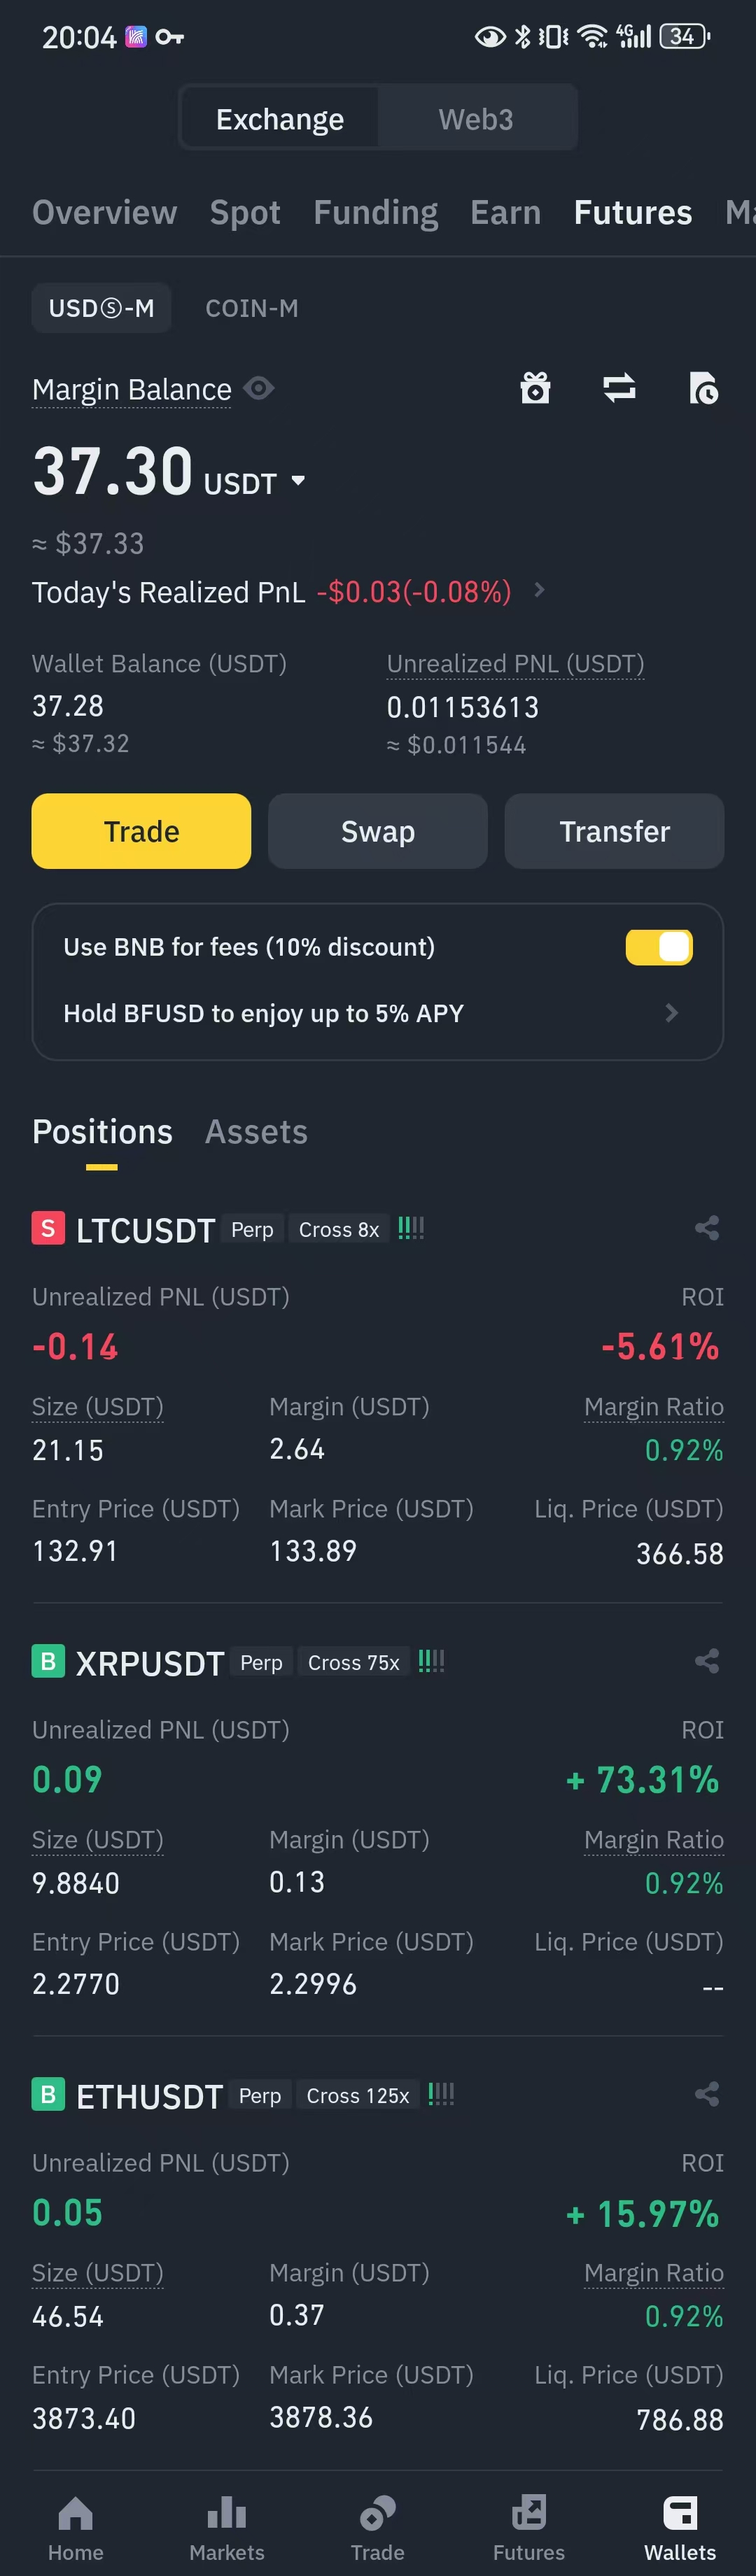 20:04 4G 34
Exchange Web3
Overview Spot Funding Earn Futures Ma
USDⓈ-M COIN-M
Margin Balance
37.30 USDT
≈ $37.33
Today's Realized PnL -$0.03(-0.08%)
Wallet Balance (USDT) Unrealized PNL (USDT)
37.28 0.01153613
≈ $37.32 ≈ $0.011544
Trade Swap Transfer
Use BNB for fees (10% discount)
Hold BFUSD to enjoy up to 5% APY
Positions Assets
S LTCUSDT Perp Cross 8x !!!!
Unrealized PNL (USDT) ROI
-0.14 -5.61%
Size (USDT) Margin (USDT) Margin Ratio
21.15 2.64 0.92%
Entry Price (USDT) Mark Price (USDT) Liq. Price (USDT)
132.91 133.89 366.58
B XRPUSDT Perp Cross 75x !!!!
Unrealized PNL (USDT) ROI
0.09 + 73.31%
Size (USDT) Margin (USDT) Margin Ratio
9.8840 0.13 0.92%
Entry Price (USDT) Mark Price (USDT) Liq. Price (USDT)
2.2770 2.2996 --
B ETHUSDT Perp Cross 125x !!!!
Unrealized PNL (USDT) ROI
0.05 + 15.97%
Size (USDT) Margin (USDT) Margin Ratio
46.54 0.37 0.92%
Entry Price (USDT) Mark Price (USDT) Liq. Price (USDT)
3873.40 3878.36 786.88
Home Markets Trade Futures Wallets